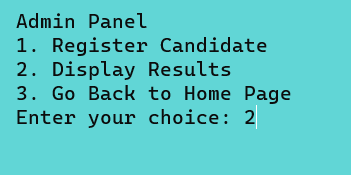 Admin Panel
1. Register Candidate
2. Display Results
3. Go Back to Home Page
Enter your choice: 2